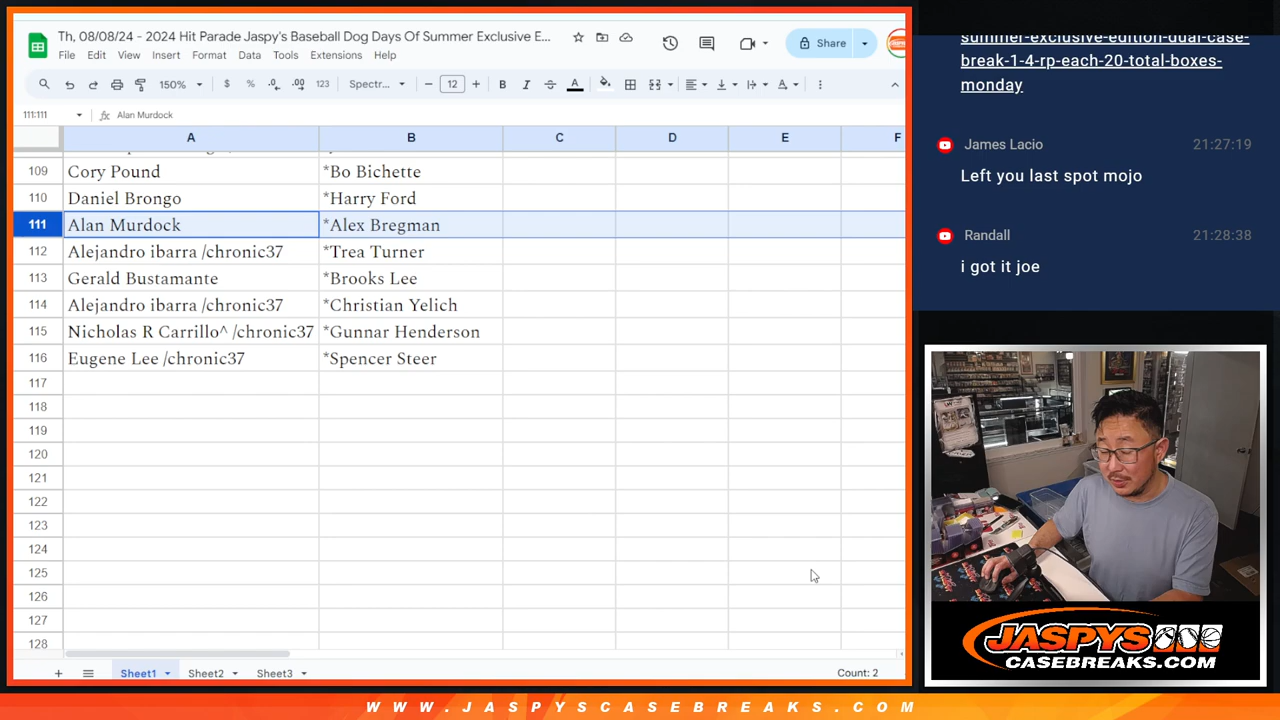 Th, 08/08/24 - 2024 Hit Parade Jaspy's Baseball Dog Days Of Summer Exclusive E...
File Edit View Insert Format Data Tools Extensions Help
Share
150% $ % .0 .00 123 Spectr... 12 B I A
111:111 fx Alan Murdock
A B C D E F
109 Cory Pound *Bo Bichette
110 Daniel Brongo *Harry Ford
111 Alan Murdock *Alex Bregman
112 Alejandro ibarra /chronic37 *Trea Turner
113 Gerald Bustamante *Brooks Lee
114 Alejandro ibarra /chronic37 *Christian Yelich
115 Nicholas R Carrillo^ /chronic37 *Gunnar Henderson
116 Eugene Lee /chronic37 *Spencer Steer
117
118
119
120
121
122
123
124
125
126
127
128
Sheet1 Sheet2 Sheet3 Count: 2
summer-exclusive-edition-dual-case-
break-1-4-rp-each-20-total-boxes-
monday
James Lacio 21:27:19
Left you last spot mojo
Randall 21:28:38
i got it joe
JASPYS
CASEBREAKS.COM
WWW.JASPYSCASEBREAKS.COM